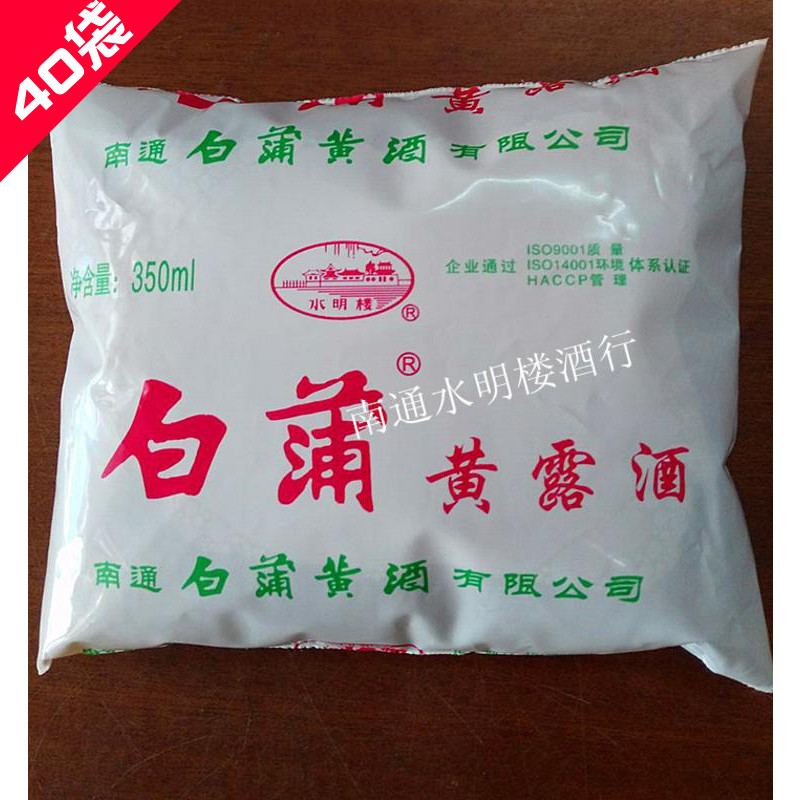 40袋
黄露酒
南通白蒲黄酒有限公司
净含量：350ml
水明楼
®
企业通过 ISO9001质量 ISO14001环境 体系认证 HACCP管理
®
南通水明楼酒行
白蒲黄露酒
南通白蒲黄酒有限公司